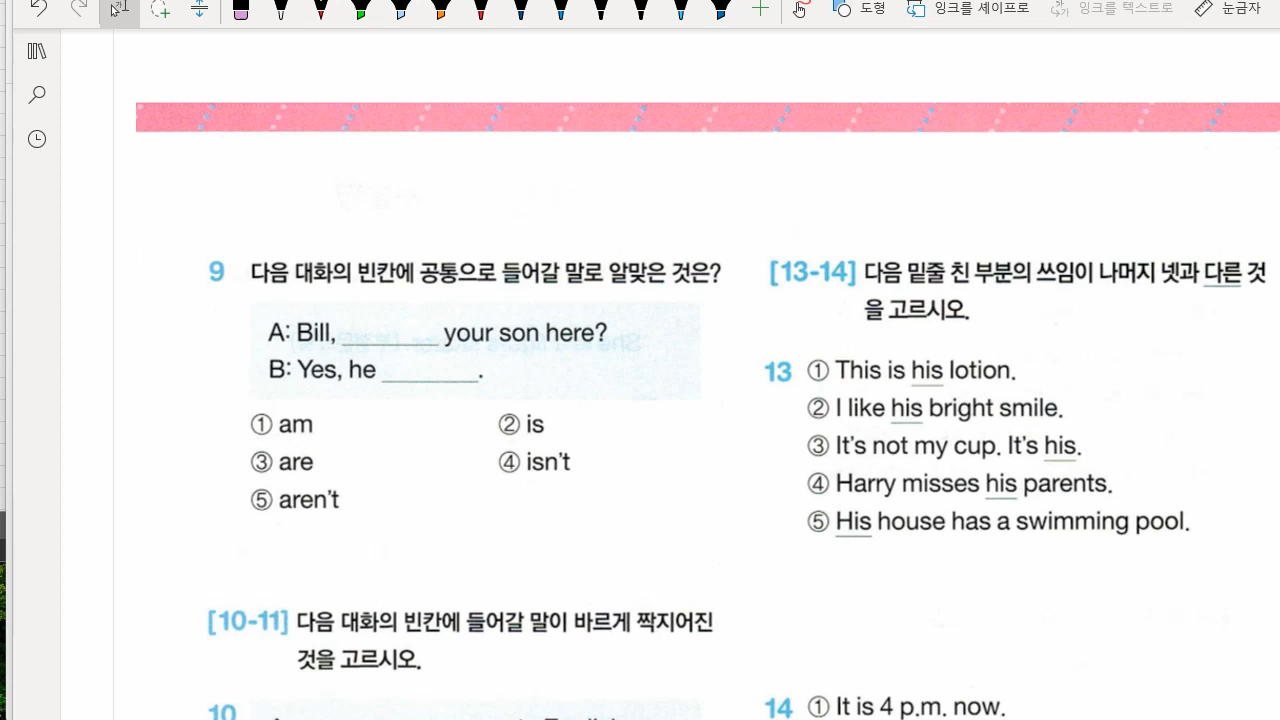 도형
잉크를 셰이프로
잉크를 텍스트로
눈금자
9 다음 대화의 빈칸에 공통으로 들어갈 말로 알맞은 것은?
A: Bill, ________ your son here?
B: Yes, he ________.
① am ② is
③ are ④ isn't
⑤ aren't
[10-11] 다음 대화의 빈칸에 들어갈 말이 바르게 짝지어진
것을 고르시오.
10
[13-14] 다음 밑줄 친 부분의 쓰임이 나머지 넷과 다른 것
을 고르시오.
13 ① This is his lotion.
② I like his bright smile.
③ It's not my cup. It's his.
④ Harry misses his parents.
⑤ His house has a swimming pool.
14 ① It is 4 p.m. now.